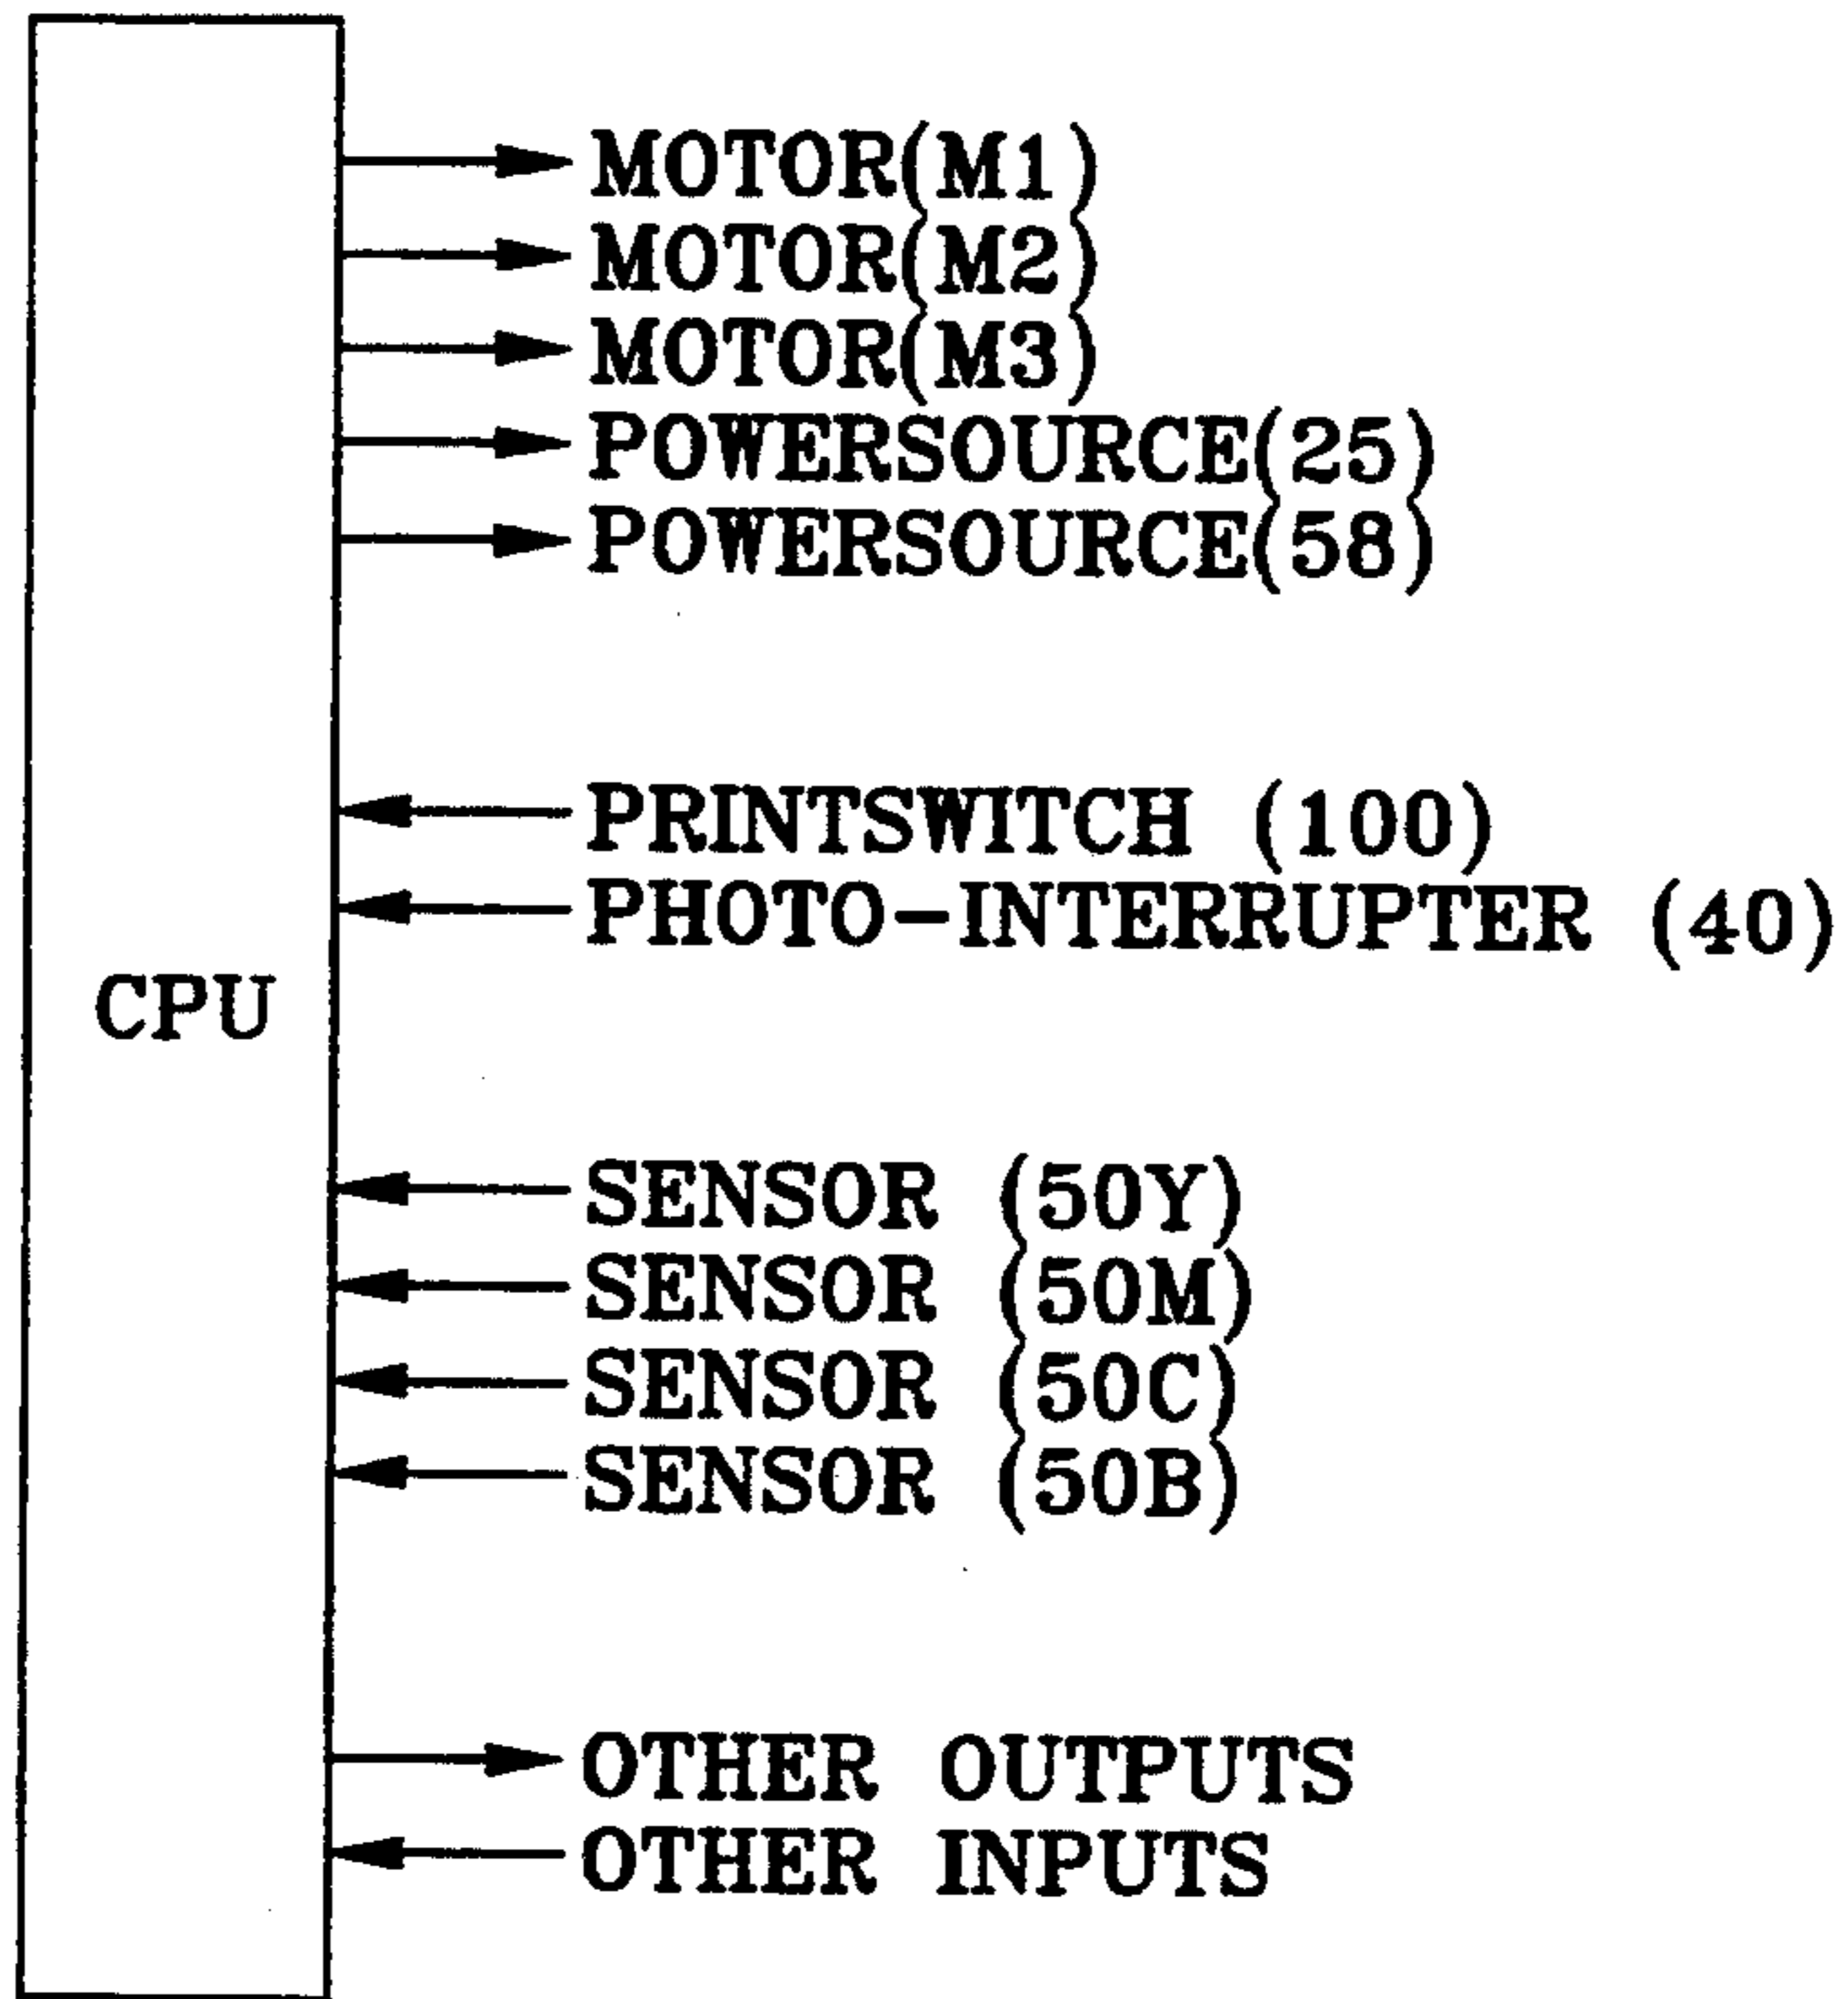 MOTOR(M1)
MOTOR(M2)
MOTOR(M3)
POWERSOURCE(25)
POWERSOURCE(58)
PRINTSWITCH (100)
PHOTO-INTERRUPTER (40)
CPU
SENSOR (50Y)
SENSOR (50M)
SENSOR (50C)
SENSOR (50B)
OTHER OUTPUTS
OTHER INPUTS